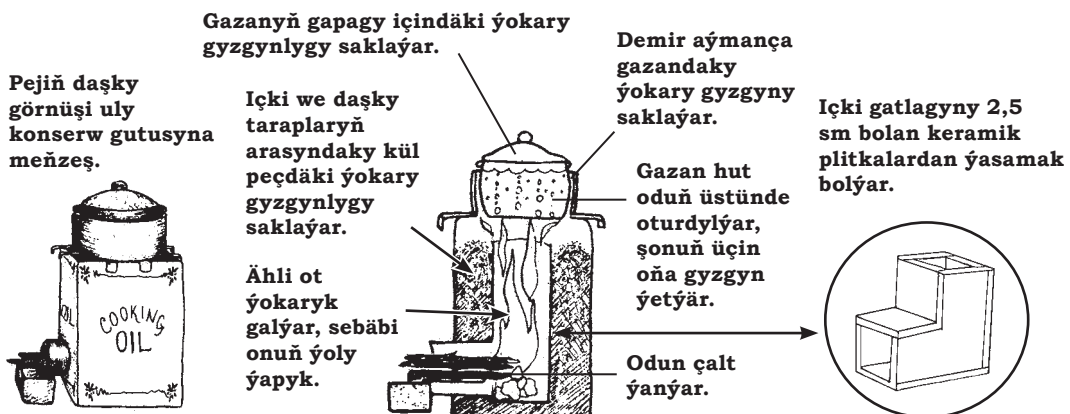 Pejiň daşky
görnüşi uly
konserw gutusyna
meňzeş.
COOKING
OIL
OIL
Gazanyň gapagy içindäki ýokary
gyzgynlygy saklaýar.
Içki we daşky
taraplaryň
arasyndaky kül
peçdäki ýokary
gyzgynlygy
saklaýar.
Ähli ot
ýokaryk
galýar, sebäbi
onuň ýoly
ýapyk.
Demir aýmança
gazandaky
ýokary gyzgyny
saklaýar.
Gazan hut
oduň üstünde
oturdylýar,
şonuň üçin
oňa gyzgyn
ýetýär.
Odun çalt
ýanýar.
Içki gatlagyny 2,5
sm bolan keramik
plitkalardan ýasamak
bolýar.